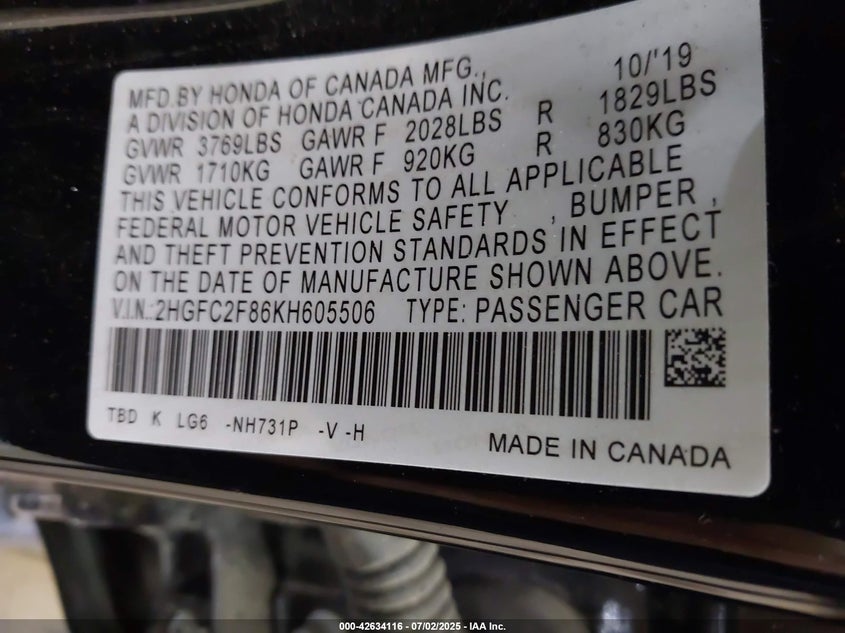 MFD.BY HONDA OF CANADA MFG., 10/'19
A DIVISION OF HONDA CANADA INC.
GVWR 3769LBS GAWR F 2028LBS R 1829LBS
GVWR 1710KG GAWR F 920KG R 830KG
THIS VEHICLE CONFORMS TO ALL APPLICABLE
FEDERAL MOTOR VEHICLE SAFETY , BUMPER ,
AND THEFT PREVENTION STANDARDS IN EFFECT
ON THE DATE OF MANUFACTURE SHOWN ABOVE.
V.I.N.:2HGFC2F86KH605506 TYPE: PASSENGER CAR
TBD K LG6 -NH731P -V -H
MADE IN CANADA
000-42634116 - 07/02/2025 - IAA Inc.